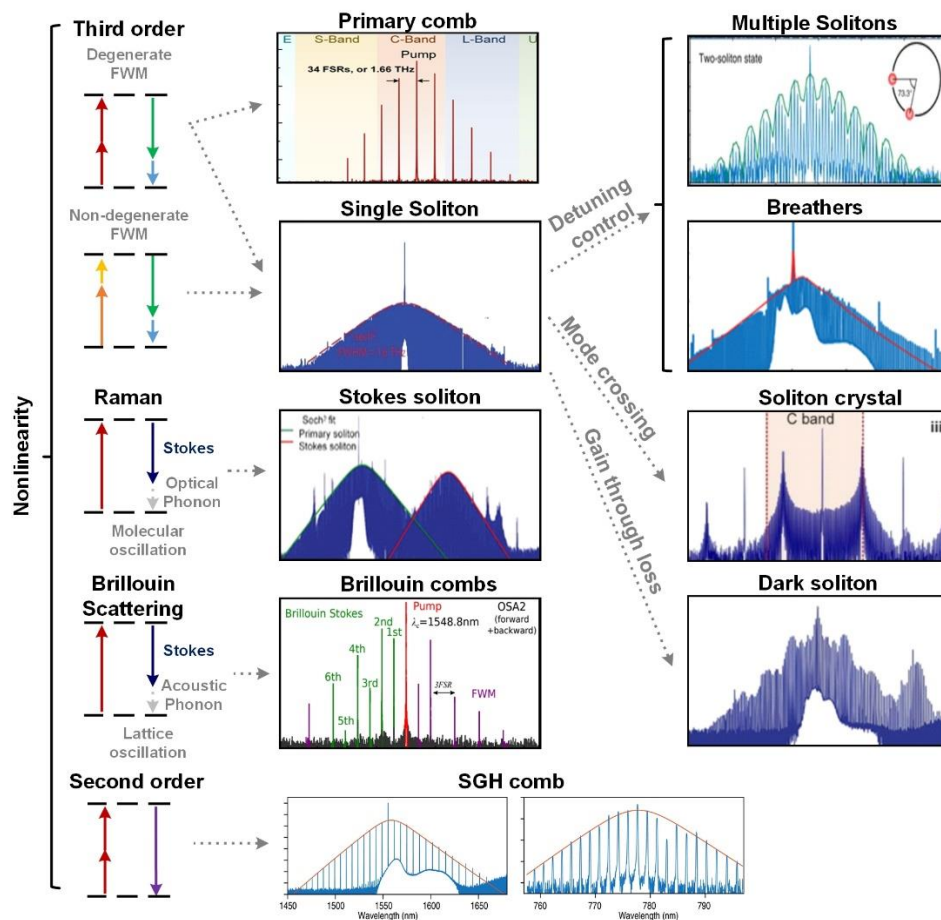 Third order
Degenerate
FWM
Non-degenerate
FWM
Raman
Stokes
Optical
Phonon
Molecular
oscillation
Brillouin
Scattering
Stokes
Acoustic
Phonon
Lattice
oscillation
Second order
Nonlinearity
Primary comb
E S-Band C-Band L-Band U
Pump
34 FSRs, or 1.66 THz
Single Soliton
Stokes soliton
Sech² fit
Primary soliton
Stokes soliton
Brillouin combs
Brillouin Stokes
Pump
λc=1548.8nm
OSA2
(forward
+backward)
2nd
1st
4th
3rd
6th
5th
3FSR
FWM
SGH comb
1450 1500 1550 1600 1650
Wavelength (nm)
760 770 780 790
Wavelength (nm)
Detuning
control
Mode crossing
Gain through loss
Multiple Solitons
Two-soliton state
73.3°
Breathers
Soliton crystal
C band
iii
Dark soliton